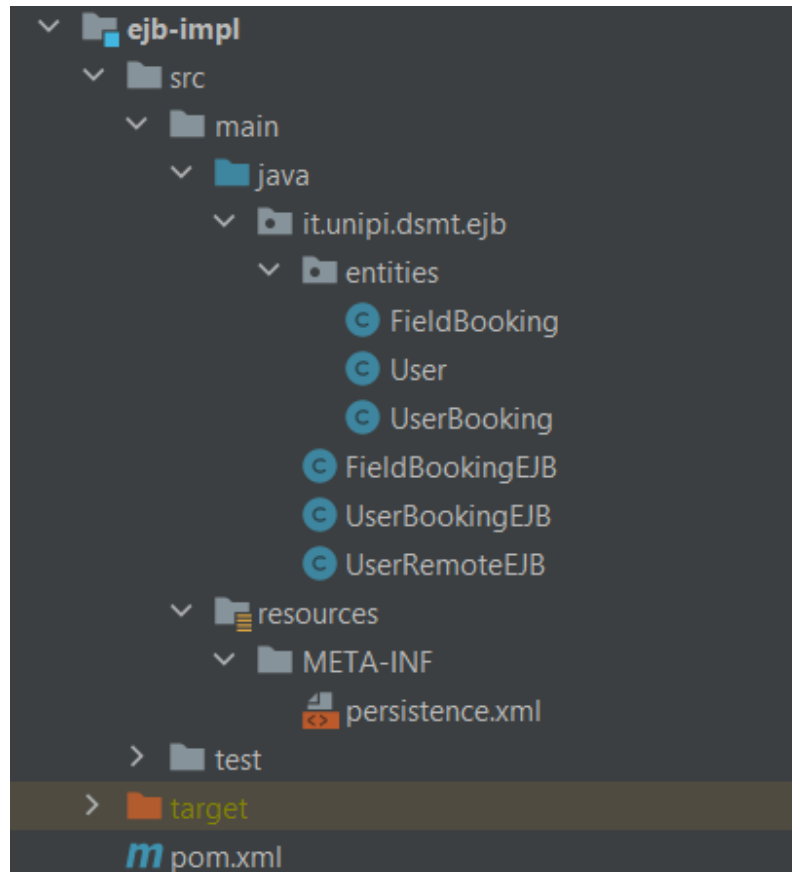 ejb-impl
src
main
java
it.unipi.dsmt.ejb
entities
C FieldBooking
C User
C UserBooking
C FieldBookingEJB
C UserBookingEJB
C UserRemoteEJB
resources
META-INF
<> persistence.xml
test
target
m pom.xml